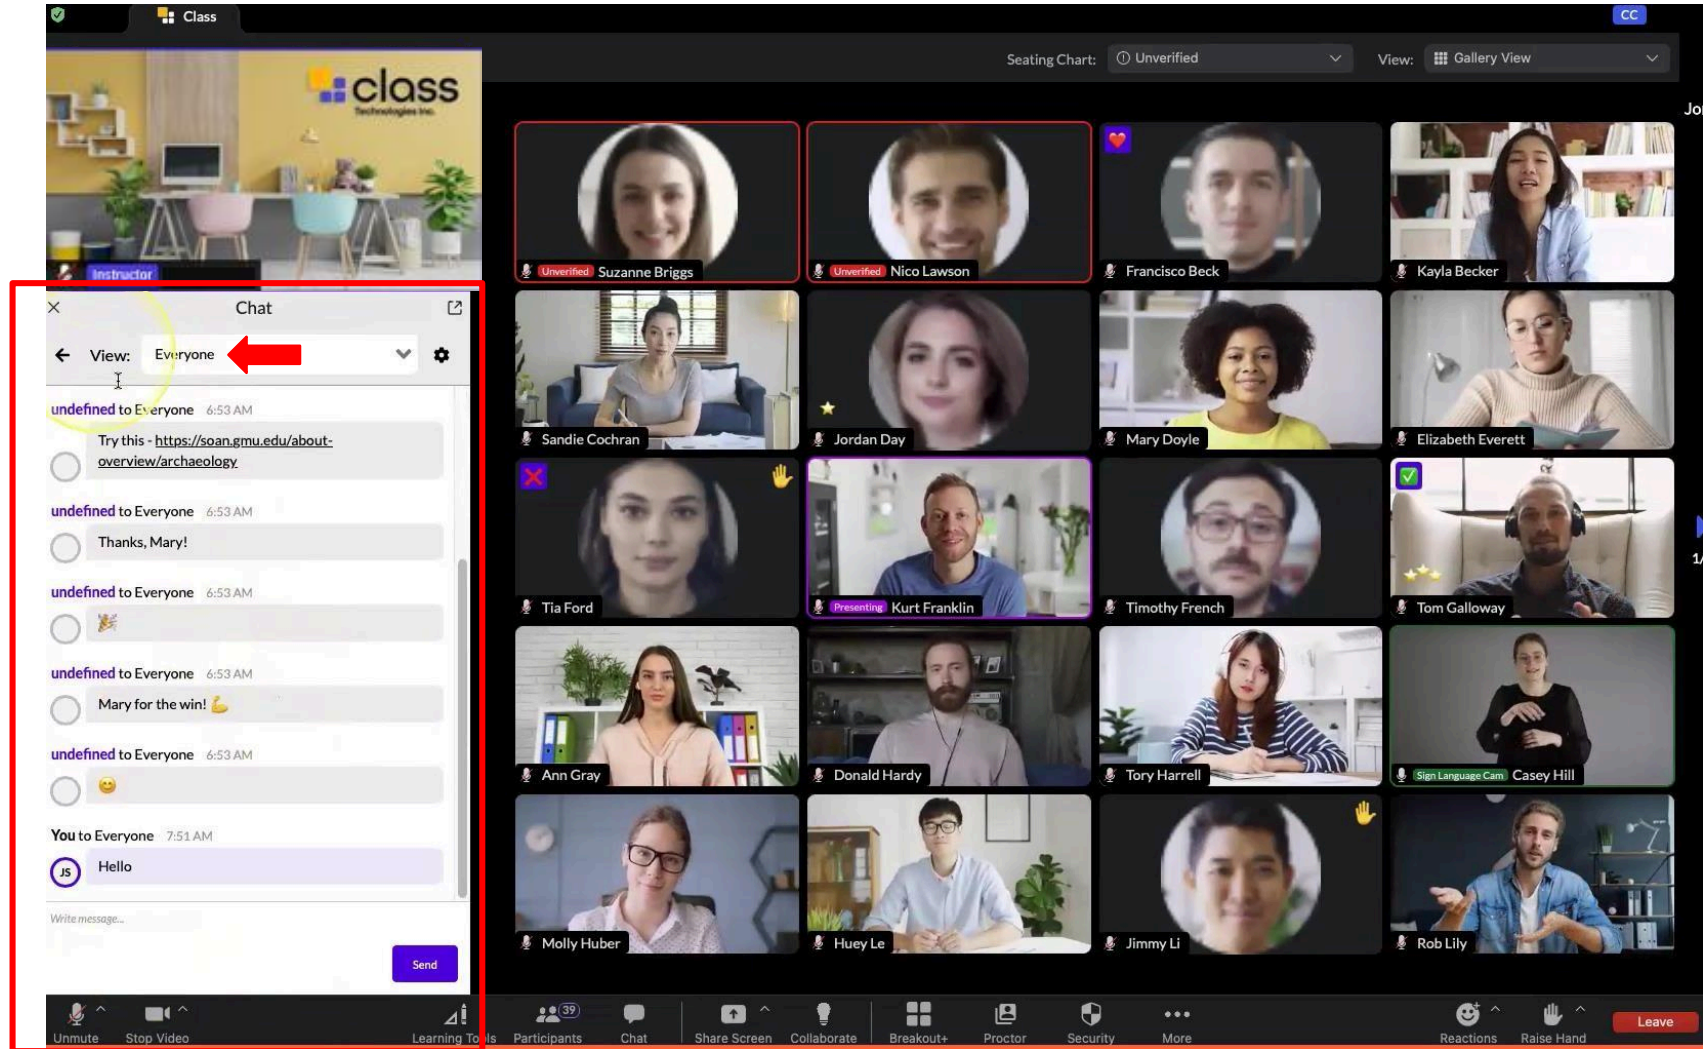 Class
CC
Seating Chart:
Unverified
View:
Gallery View
class
Technologies Inc.
Instructor
Chat
View:
Everyone
undefined to Everyone 6:53 AM
Try this - https://soan.gmu.edu/about-
overview/archaeology
undefined to Everyone 6:53 AM
Thanks, Mary!
undefined to Everyone 6:53 AM
🎉
undefined to Everyone 6:53 AM
Mary for the win! 💪
undefined to Everyone 6:53 AM
😊
You to Everyone 7:51 AM
JS
Hello
Write message...
Send
Unverified Suzanne Briggs
Unverified Nico Lawson
Francisco Beck
Kayla Becker
Sandie Cochran
Jordan Day
Mary Doyle
Elizabeth Everett
Tia Ford
Presenting Kurt Franklin
Timothy French
Tom Galloway
Ann Gray
Donald Hardy
Tory Harrell
Sign Language Cam Casey Hill
Molly Huber
Huey Le
Jimmy Li
Rob Lily
1/
Unmute
Stop Video
Learning Tools
39
Participants
Chat
Share Screen
Collaborate
Breakout+
Proctor
Security
More
Reactions
Raise Hand
Leave